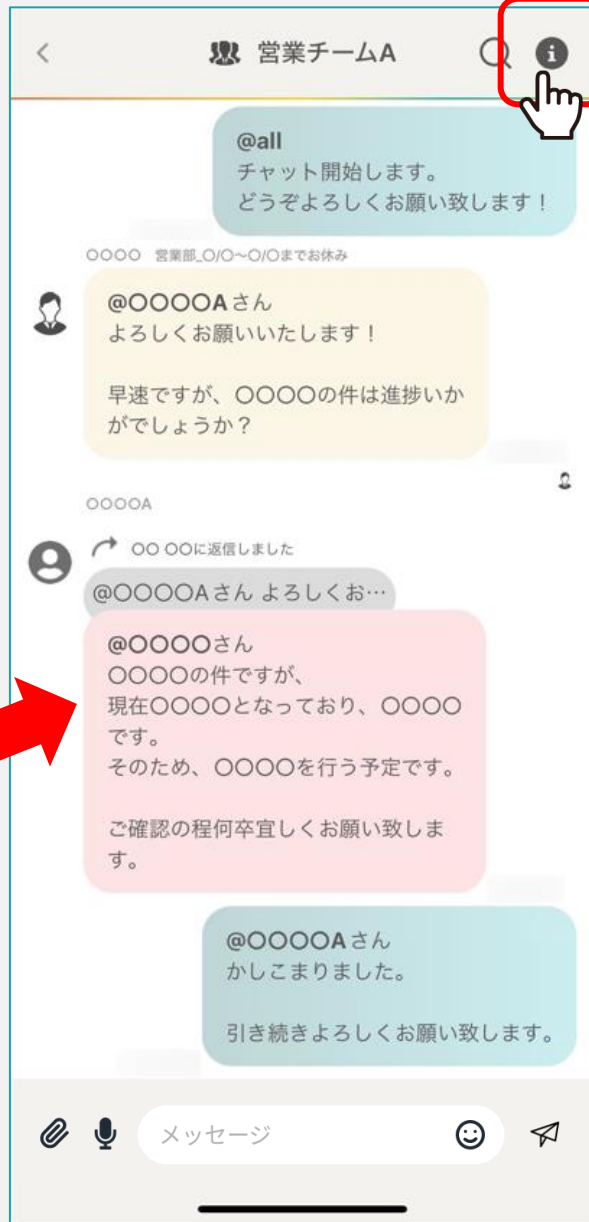 営業チームA
@all
チャット開始します。
どうぞよろしくお願い致します！
〇〇〇〇 営業部_〇/〇～〇/〇までお休み
@〇〇〇〇Aさん
よろしくお願いいたします！
早速ですが、〇〇〇〇の件は進捗いか
がでしょうか？
〇〇〇〇A
〇〇 〇〇に返信しました
@〇〇〇〇Aさん よろしくお…
@〇〇〇〇さん
〇〇〇〇の件ですが、
現在〇〇〇〇となっており、〇〇〇〇
です。
そのため、〇〇〇〇を行う予定です。
ご確認の程何卒宜しくお願い致しま
す。
@〇〇〇〇Aさん
かしこまりました。
引き続きよろしくお願い致します。
メッセージ